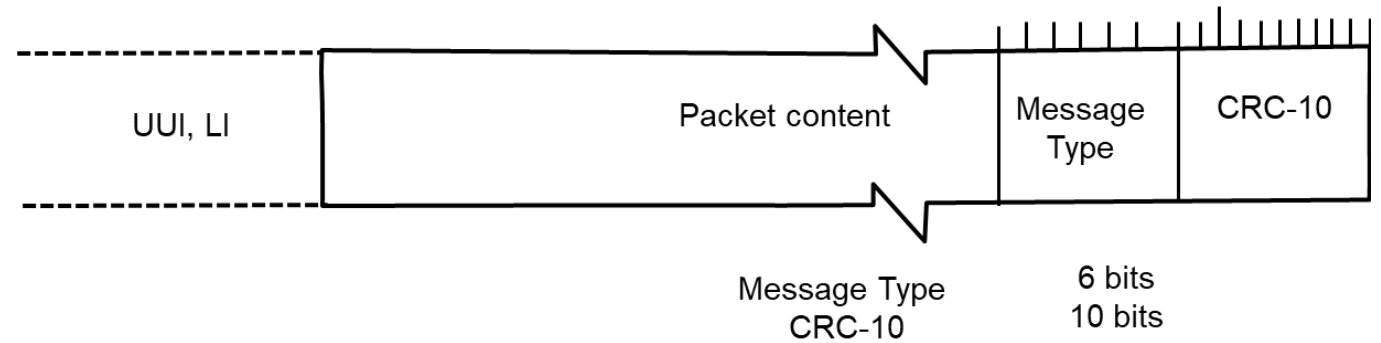 UUI, LI
Packet content
Message
Type
CRC-10
Message Type 6 bits
CRC-10 10 bits